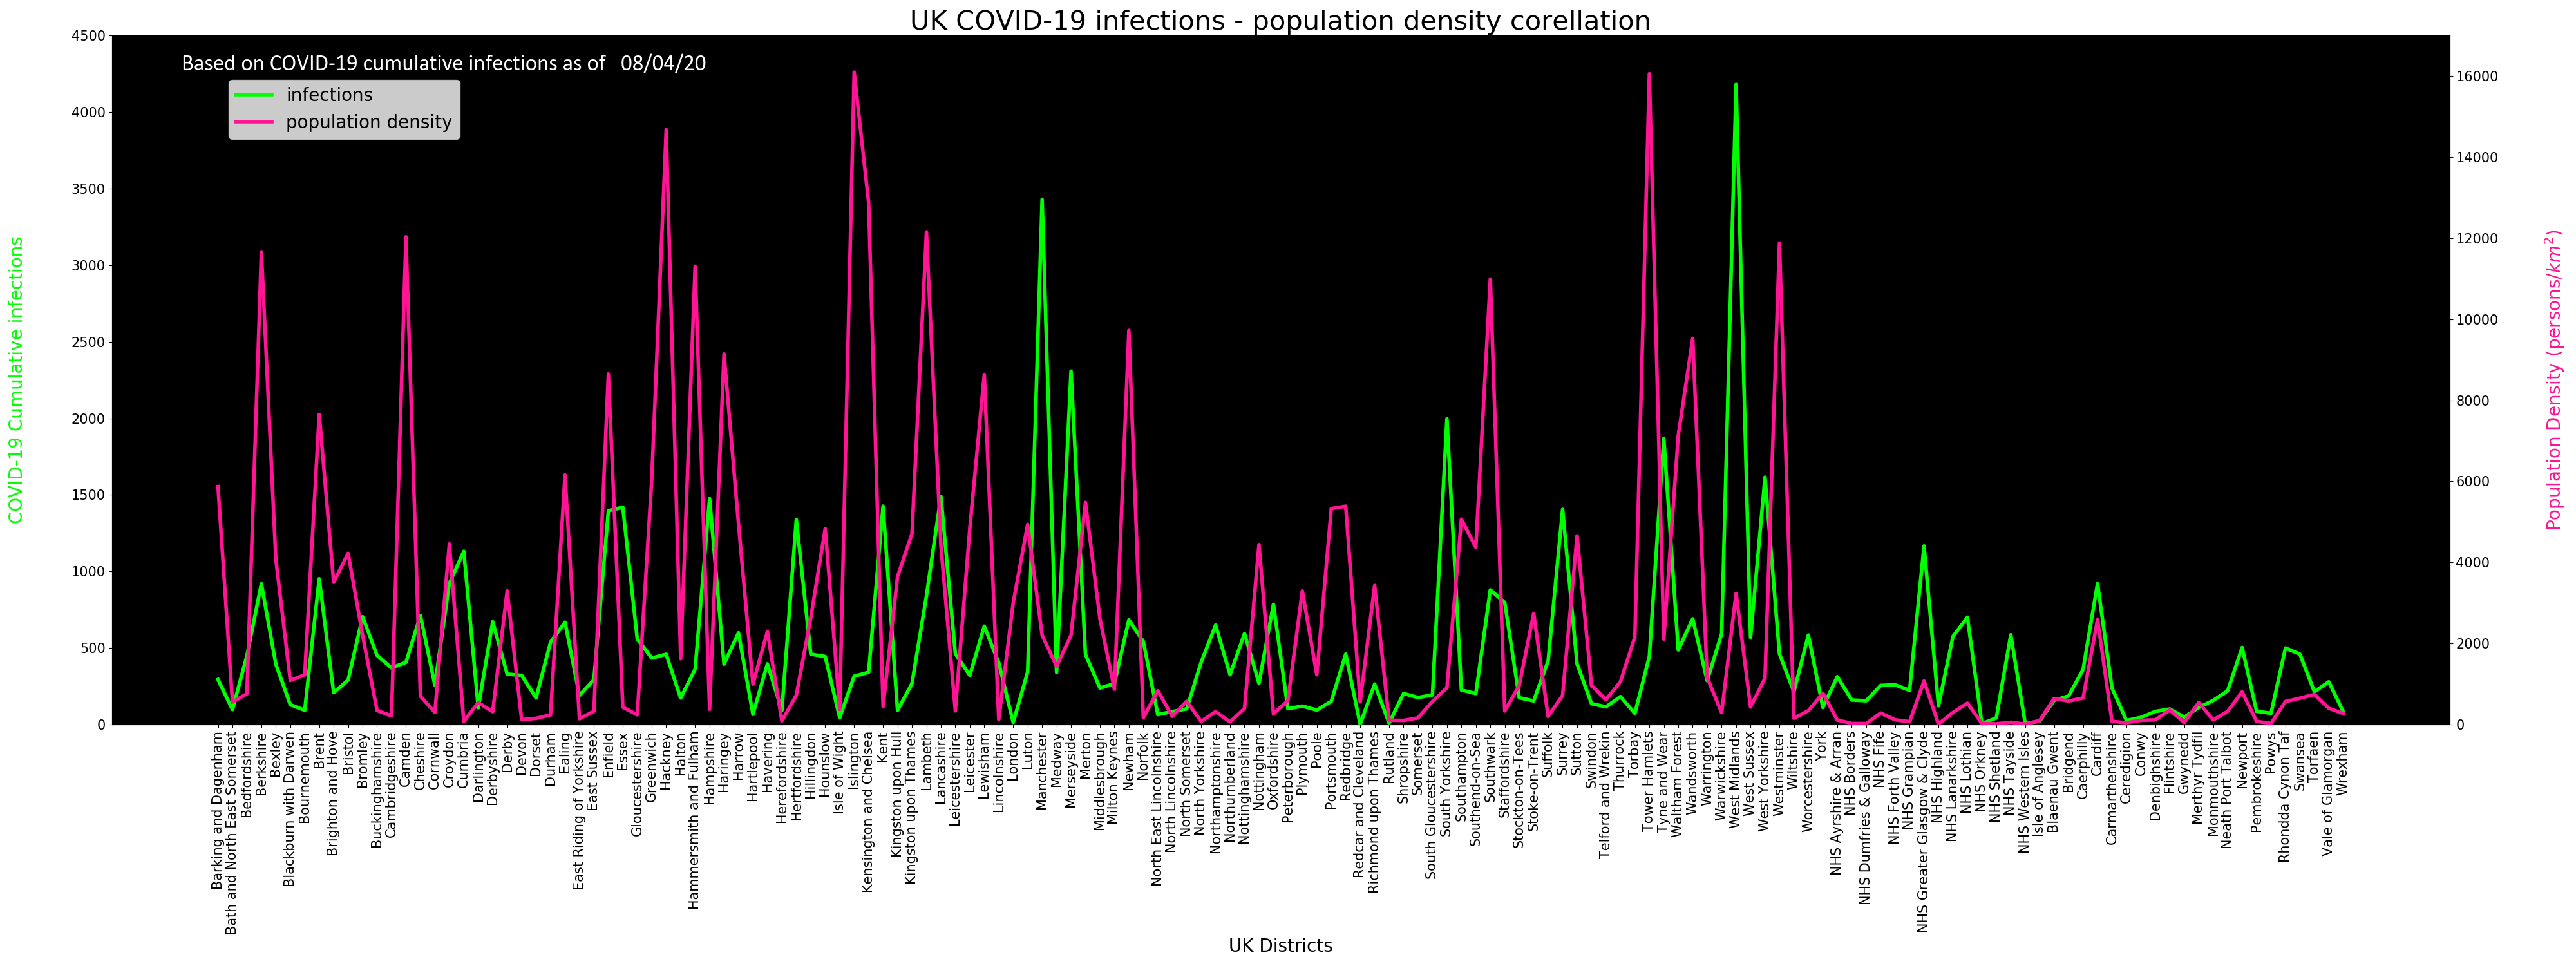 UK COVID-19 infections - population density corellation
Based on COVID-19 cumulative infections as of 08/04/20
infections
population density
COVID-19 Cumulative infections
4500
4000
3500
3000
2500
2000
1500
1000
500
0
Population Density (persons/km²)
16000
14000
12000
10000
8000
6000
4000
2000
0
Barking and Dagenham
Bath and North East Somerset
Bedfordshire
Berkshire
Bexley
Blackburn with Darwen
Bournemouth
Brent
Brighton and Hove
Bristol
Bromley
Buckinghamshire
Cambridgeshire
Camden
Cheshire
Cornwall
Croydon
Cumbria
Darlington
Derbyshire
Derby
Devon
Dorset
Durham
Ealing
East Riding of Yorkshire
East Sussex
Enfield
Essex
Gloucestershire
Greenwich
Hackney
Halton
Hammersmith and Fulham
Hampshire
Haringey
Harrow
Hartlepool
Havering
Herefordshire
Hertfordshire
Hillingdon
Hounslow
Isle of Wight
Islington
Kensington and Chelsea
Kent
Kingston upon Hull
Kingston upon Thames
Lambeth
Lancashire
Leicestershire
Leicester
Lewisham
Lincolnshire
London
Luton
Manchester
Medway
Merseyside
Merton
Middlesbrough
Milton Keynes
Newham
Norfolk
North East Lincolnshire
North Lincolnshire
North Somerset
North Yorkshire
Northamptonshire
Northumberland
Nottinghamshire
Nottingham
Oxfordshire
Peterborough
Plymouth
Poole
Portsmouth
Redbridge
Redcar and Cleveland
Richmond upon Thames
Rutland
Shropshire
Somerset
South Gloucestershire
South Yorkshire
Southampton
Southend-on-Sea
Southwark
Staffordshire
Stockton-on-Tees
Stoke-on-Trent
Suffolk
Surrey
Sutton
Swindon
Telford and Wrekin
Thurrock
Torbay
Tower Hamlets
Tyne and Wear
Waltham Forest
Wandsworth
Warrington
Warwickshire
West Midlands
West Sussex
West Yorkshire
Westminster
Wiltshire
Worcestershire
York
NHS Ayrshire & Arran
NHS Borders
NHS Dumfries & Galloway
NHS Fife
NHS Forth Valley
NHS Grampian
NHS Greater Glasgow & Clyde
NHS Highland
NHS Lanarkshire
NHS Lothian
NHS Orkney
NHS Shetland
NHS Tayside
NHS Western Isles
Isle of Anglesey
Blaenau Gwent
Bridgend
Caerphilly
Cardiff
Carmarthenshire
Ceredigion
Conwy
Denbighshire
Flintshire
Gwynedd
Merthyr Tydfil
Monmouthshire
Neath Port Talbot
Newport
Pembrokeshire
Powys
Rhondda Cynon Taf
Swansea
Torfaen
Vale of Glamorgan
Wrexham
UK Districts